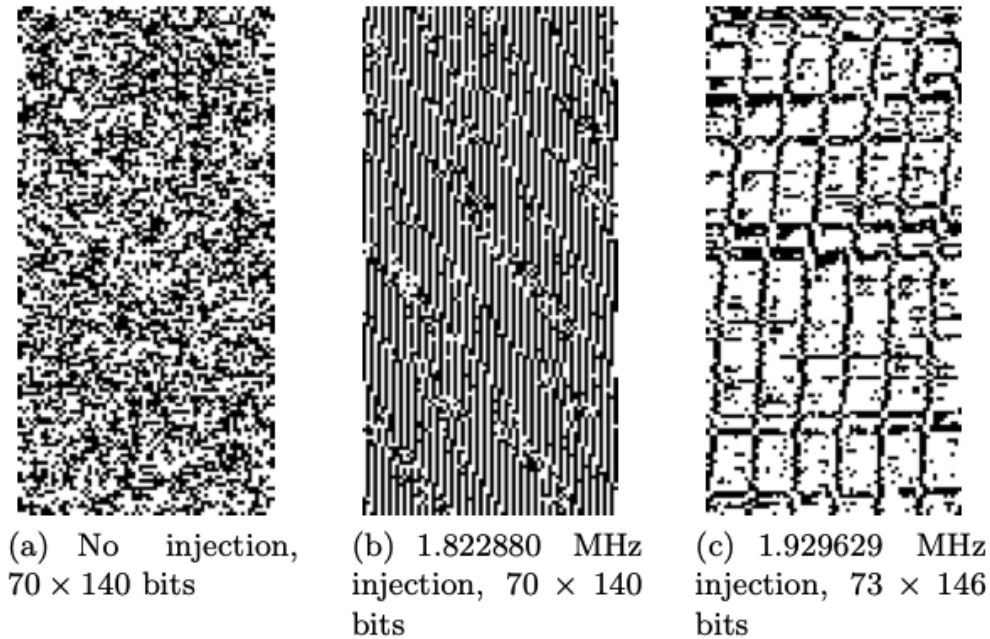 (a) No injection,
70 × 140 bits
(b) 1.822880 MHz
injection, 70 × 140
bits
(c) 1.929629 MHz
injection, 73 × 146
bits